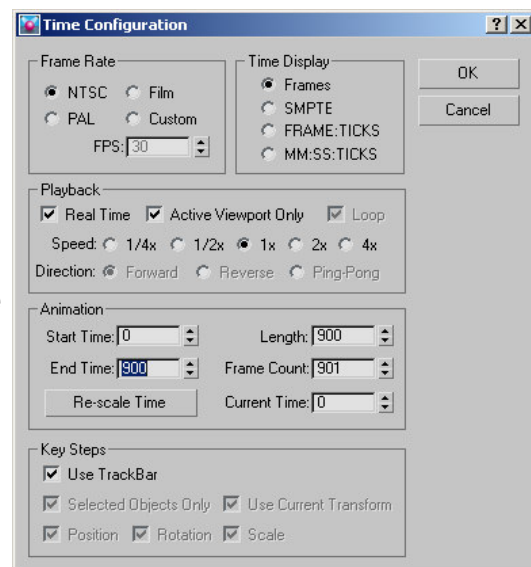 Time Configuration
Frame Rate
NTSC Film
PAL Custom
FPS: 30
Time Display
Frames
SMPTE
FRAME:TICKS
MM:SS:TICKS
OK
Cancel
Playback
Real Time Active Viewport Only Loop
Speed: 1/4x 1/2x 1x 2x 4x
Direction: Forward Reverse Ping-Pong
Animation
Start Time: 0 Length: 900
End Time: 900 Frame Count: 901
Re-scale Time Current Time: 0
Key Steps
Use TrackBar
Selected Objects Only Use Current Transform
Position Rotation Scale